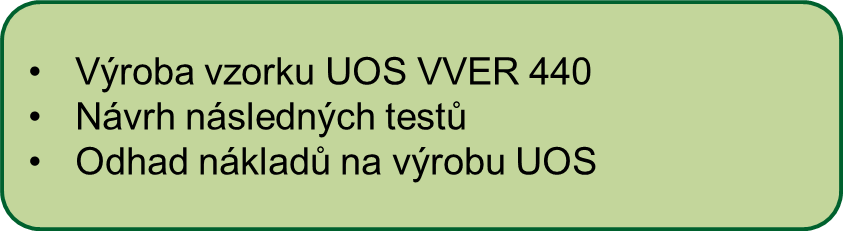 • Výroba vzorku UOS VVER 440
• Návrh následných testů
• Odhad nákladů na výrobu UOS